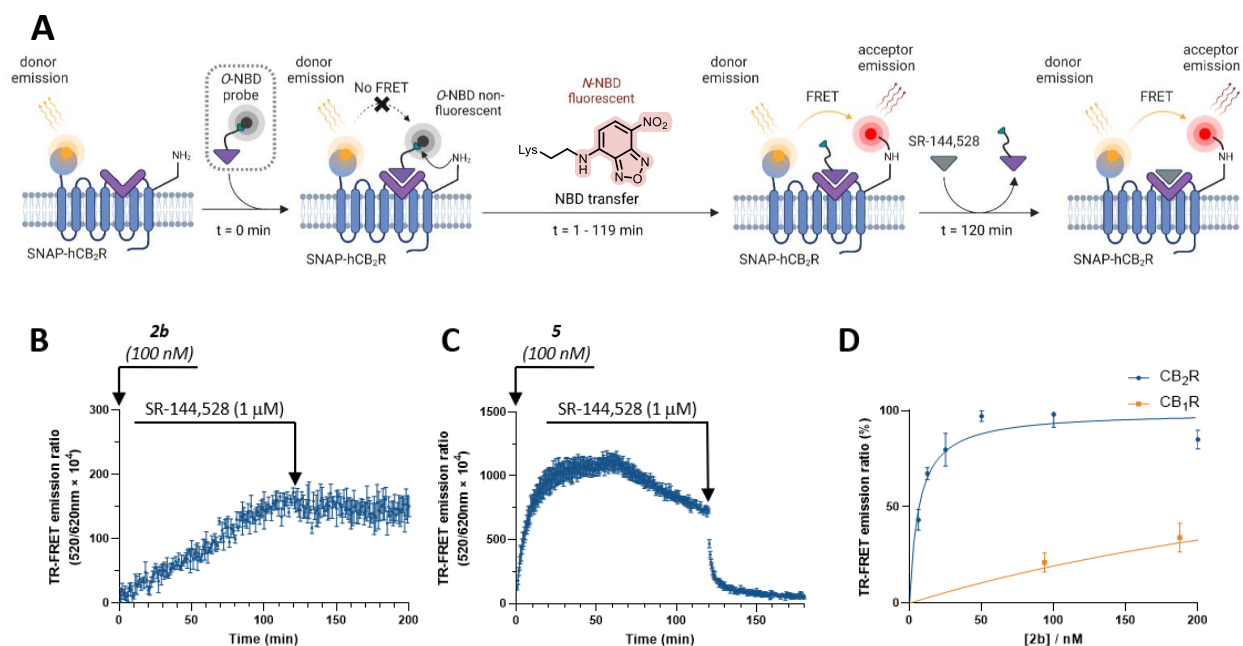 A
donor
emission
NH2
SNAP-hCB2R
O-NBD
probe
t = 0 min
donor
emission
No FRET
O-NBD non-
fluorescent
NH2
SNAP-hCB2R
N-NBD
fluorescent
NO2
Lys
N
H
N
N
O
NBD transfer
t = 1 - 119 min
donor
emission
acceptor
emission
FRET
NH
SNAP-hCB2R
SR-144,528
t = 120 min
donor
emission
acceptor
emission
FRET
NH
SNAP-hCB2R
B
2b
(100 nM)
SR-144,528 (1 μM)
TR-FRET emission ratio
(520/620nm × 10⁴)
300
200
100
0
0 50 100 150 200
Time (min)
C
5
(100 nM)
SR-144,528 (1 μM)
TR-FRET emission ratio
(520/620nm × 10⁴)
1500
1000
500
0
0 50 100 150
Time (min)
D
CB2R
CB1R
TR-FRET emission ratio (%)
100
50
0
0 50 100 150 200
[2b] / nM